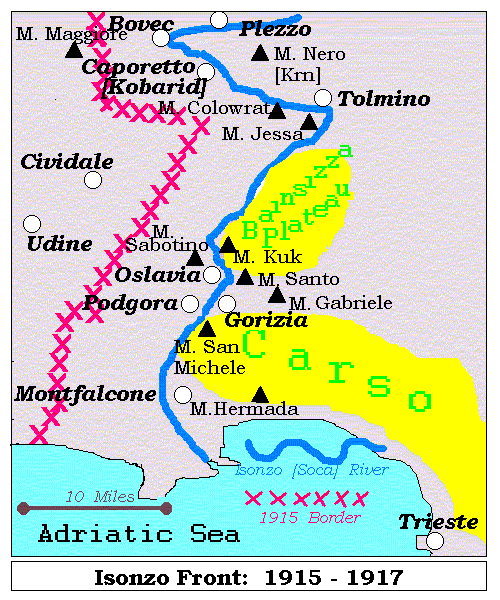 Bovec
Plezzo
M. Maggiore
M. Nero
[Krn]
Caporetto
[Kobarid]
Tolmino
M. Colowrat
M. Jessa
Cividale
Bainsizza
Plateau
Udine
M.
Sabotino
M. Kuk
Oslavia
M. Santo
Podgora
M. Gabriele
Gorizia
M. San
Michele
Carso
Montfalcone
M.Hermada
Isonzo [Soca] River
10 Miles
1915 Border
Adriatic Sea
Trieste
Isonzo Front: 1915 - 1917